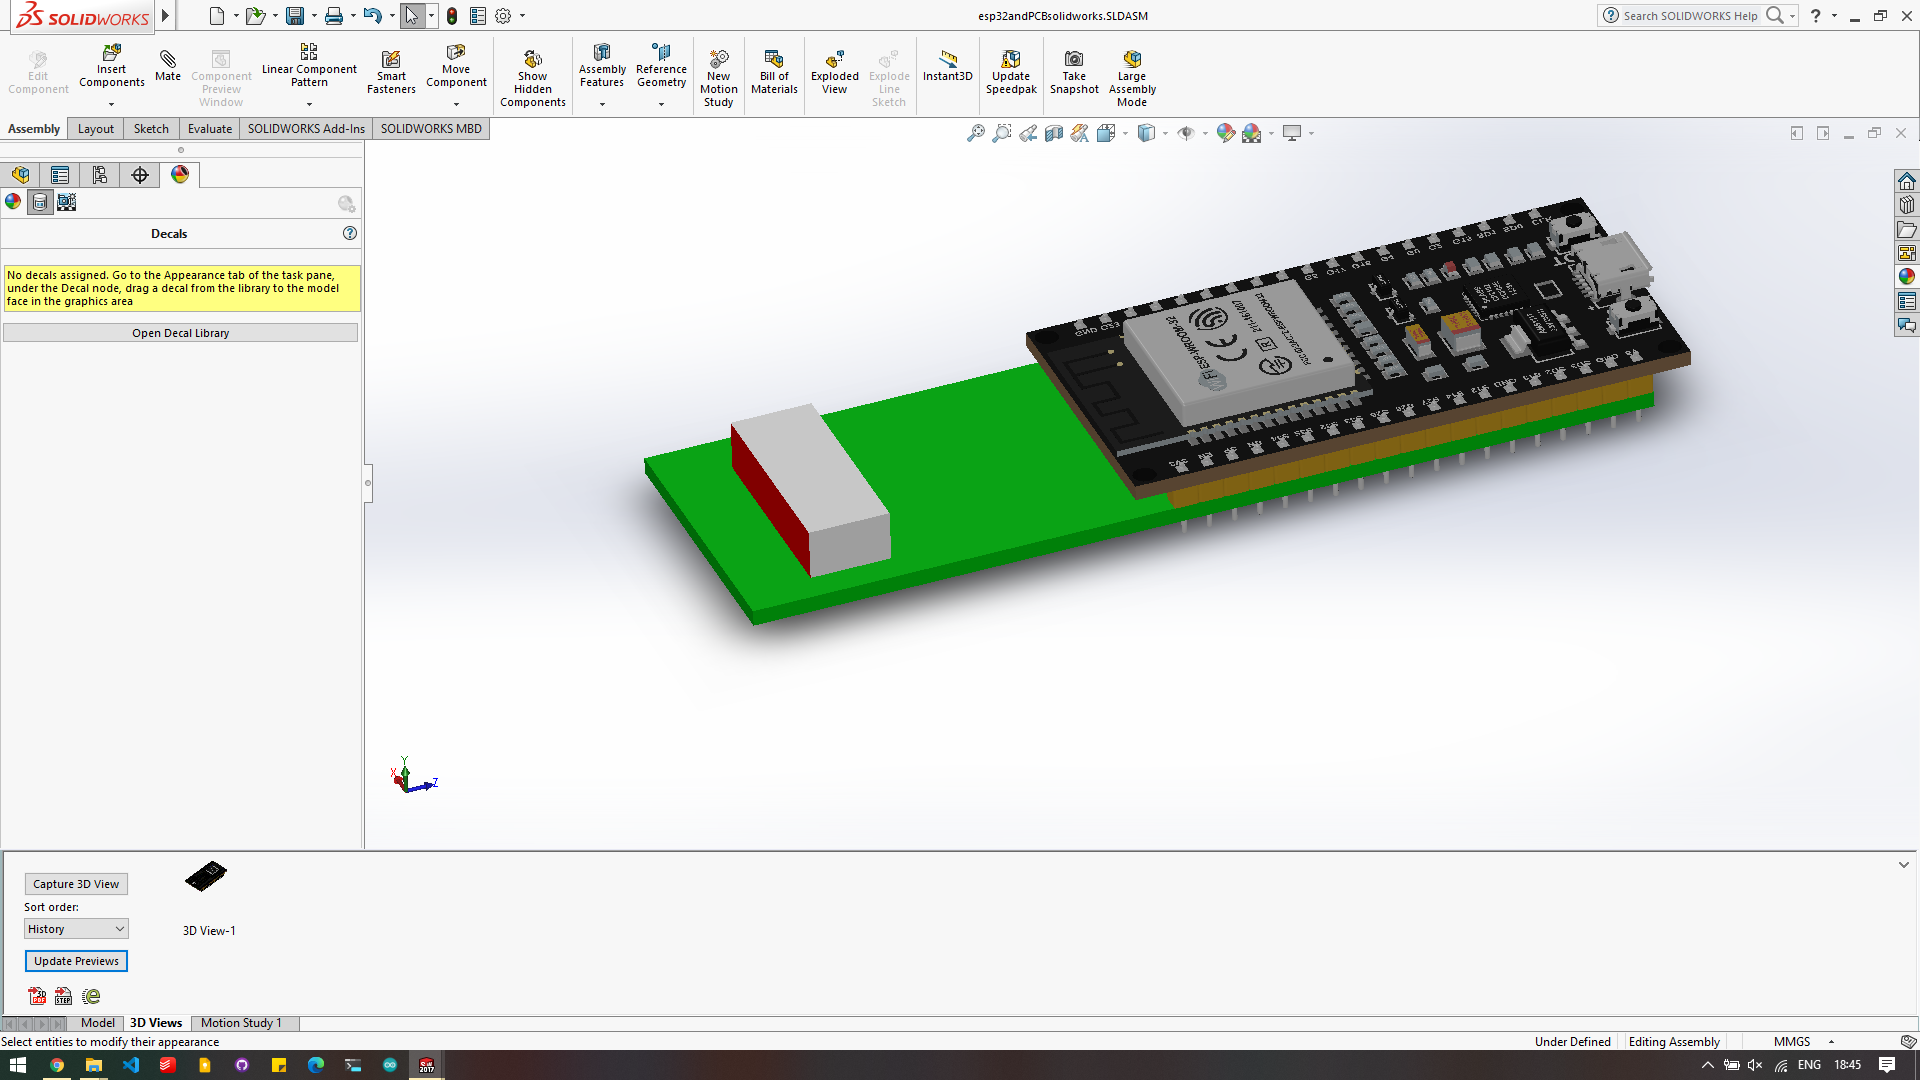 SOLIDWORKS
esp32andPCBsolidworks.SLDASM
Search SOLIDWORKS Help
Edit Component
Insert Components
Mate
Component Preview Window
Linear Component Pattern
Smart Fasteners
Move Component
Show Hidden Components
Assembly Features
Reference Geometry
New Motion Study
Bill of Materials
Exploded View
Explode Line Sketch
Instant3D
Update Speedpak
Take Snapshot
Large Assembly Mode
Assembly
Layout
Sketch
Evaluate
SOLIDWORKS Add-Ins
SOLIDWORKS MBD
Decals
No decals assigned. Go to the Appearance tab of the task pane,
under the Decal node, drag a decal from the library to the model
face in the graphics area
Open Decal Library
ESP-WROOM-32
CE
211-161007
Y
X
Z
Capture 3D View
Sort order:
History
Update Previews
3D View-1
Model
3D Views
Motion Study 1
Select entities to modify their appearance
Under Defined
Editing Assembly
MMGS
ENG
18:45